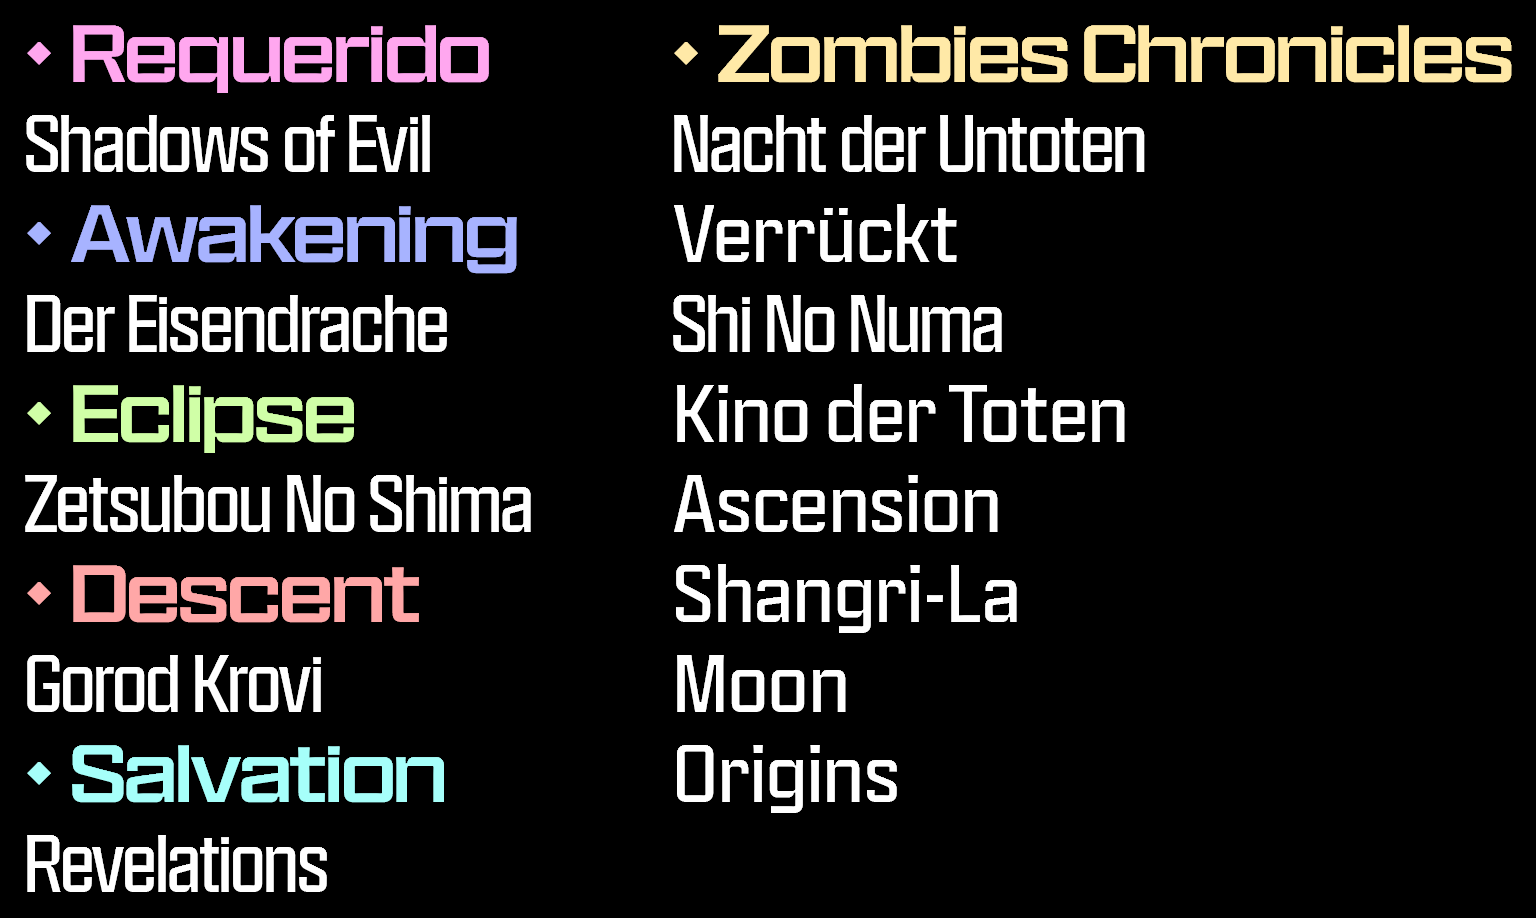 ◆ Requerido
Shadows of Evil
◆ Awakening
Der Eisendrache
◆ Eclipse
Zetsubou No Shima
◆ Descent
Gorod Krovi
◆ Salvation
Revelations
◆ Zombies Chronicles
Nacht der Untoten
Verrückt
Shi No Numa
Kino der Toten
Ascension
Shangri-La
Moon
Origins